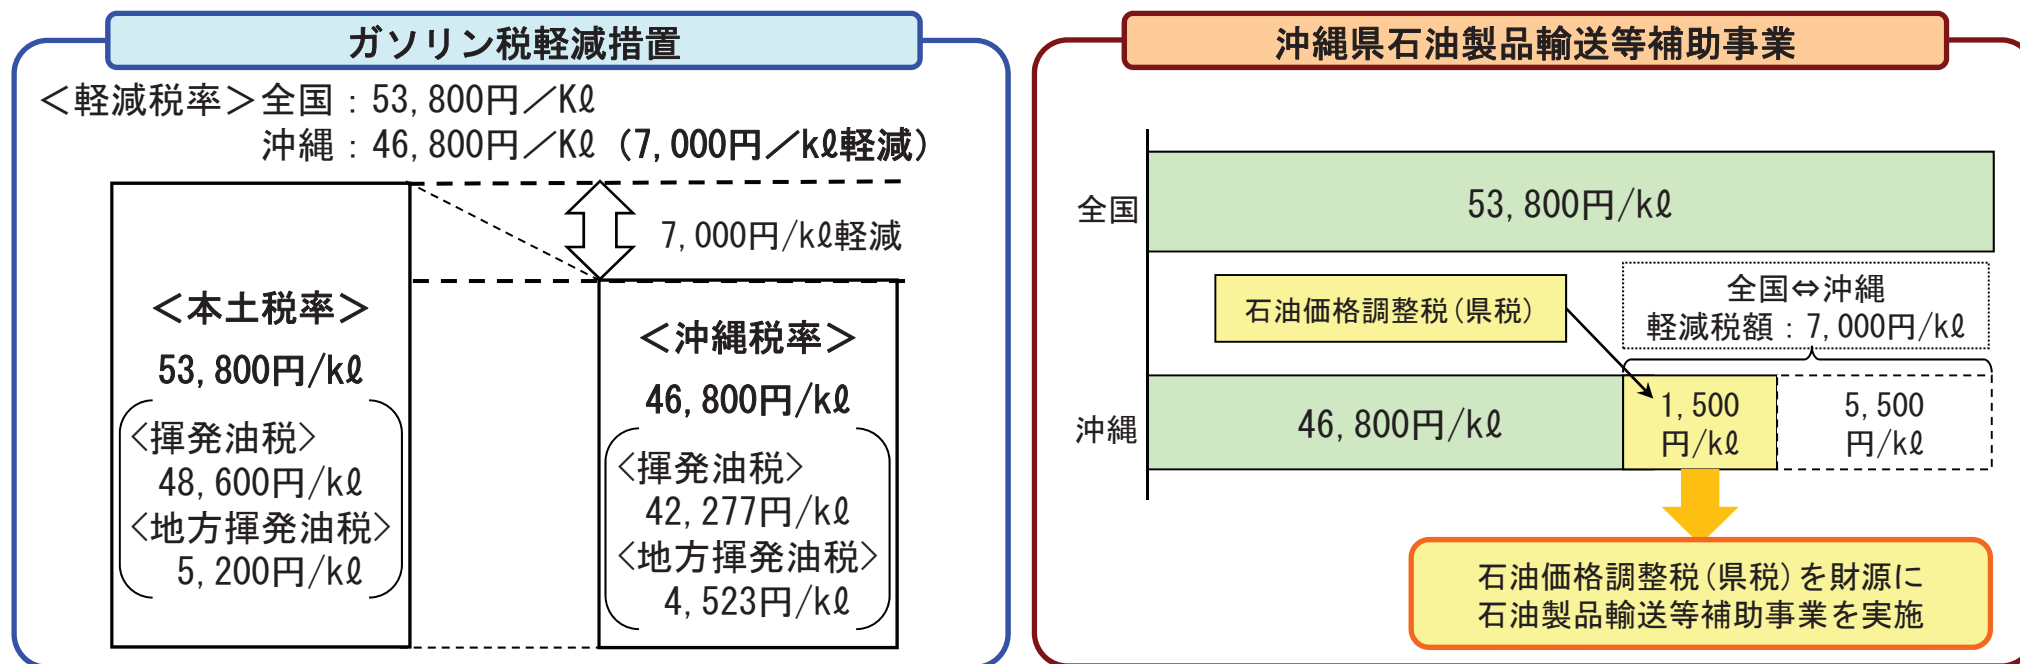 ガソリン税軽減措置
＜軽減税率＞全国：53,800円／Kℓ
沖縄：46,800円／Kℓ（7,000円／kℓ軽減）
7,000円/kℓ軽減
＜本土税率＞
53,800円/kℓ
<揮発油税>
48,600円/kℓ
<地方揮発油税>
5,200円/kℓ
＜沖縄税率＞
46,800円/kℓ
<揮発油税>
42,277円/kℓ
<地方揮発油税>
4,523円/kℓ
沖縄県石油製品輸送等補助事業
全国
53,800円/kℓ
石油価格調整税(県税)
全国⇔沖縄
軽減税額：7,000円/kℓ
沖縄
46,800円/kℓ
1,500
円/kℓ
5,500
円/kℓ
石油価格調整税(県税)を財源に
石油製品輸送等補助事業を実施